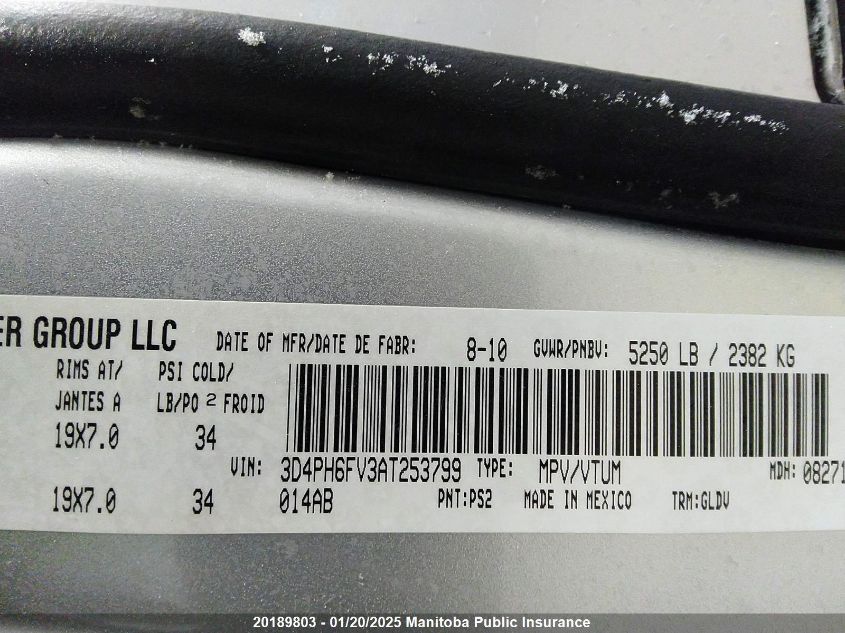 ER GROUP LLC DATE OF MFR/DATE DE FABR: 8-10 GVWR/PNBV: 5250 LB / 2382 KG
RIMS AT/ PSI COLD/
JANTES A LB/PO 2 FROID
19X7.0 34
VIN: 3D4PH6FV3AT253799 TYPE: MPV/VTUM MDH: 08271
19X7.0 34 014AB PNT:PS2 MADE IN MEXICO TRM:GLDV
20189803 - 01/20/2025 Manitoba Public Insurance